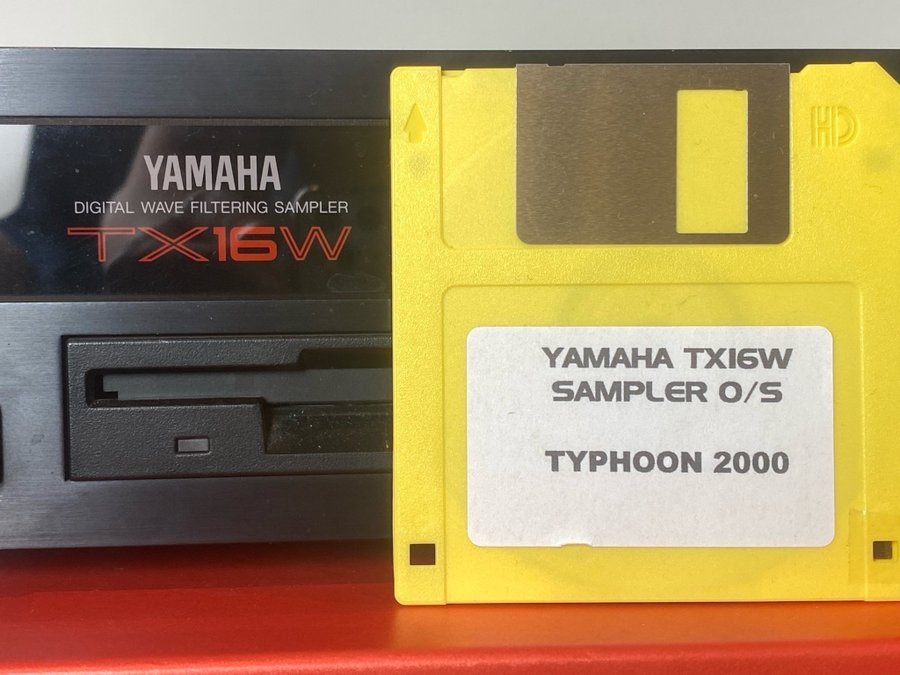 YAMAHA
DIGITAL WAVE FILTERING SAMPLER
TX16W
HD
YAMAHA TX16W
SAMPLER O/S
TYPHOON 2000